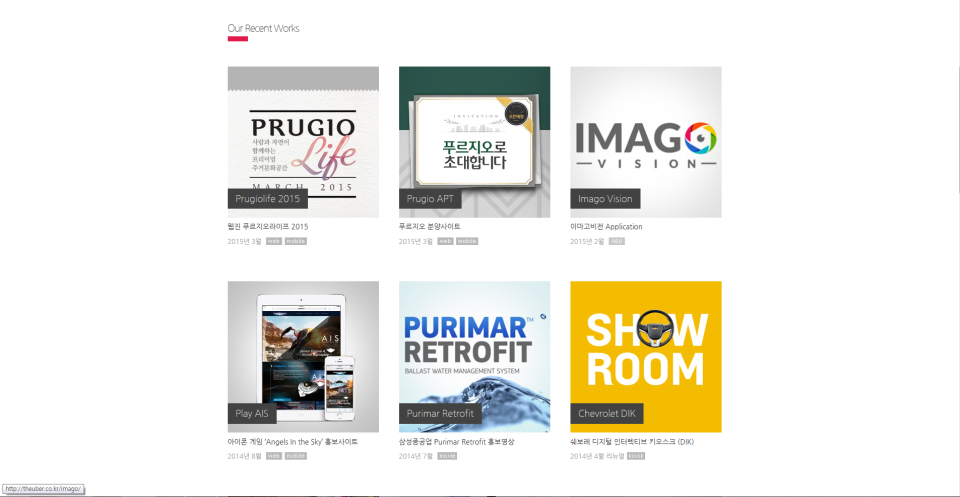 Our Recent Works
PRUGIO
사람과 자연이
함께하는
프리미엄
주거문화공간
Life
MARCH 2015
Prugiolife 2015
웹진 푸르지오라이프 2015
2015년 3월 web mobile
INVITATION
푸르지오로
초대합니다
Prugio APT
푸르지오 분양사이트
2015년 3월 web mobile
IMAGO
VISION
Imago Vision
이마고비전 Application
2015년 2월 APP
AIS
Play AIS
아이폰 게임 'Angels In the Sky' 홍보사이트
2014년 8월 web mobile
PURIMAR™
RETROFIT
BALLAST WATER MANAGEMENT SYSTEM
Purimar Retrofit
삼성중공업 Purimar Retrofit 홍보영상
2014년 7월 movie
SHOW
ROOM
Chevrolet DIK
쉐보레 디지털 인터렉티브 키오스크 (DIK)
2014년 4월 리뉴얼 kiosk
http://theuber.co.kr/imago/